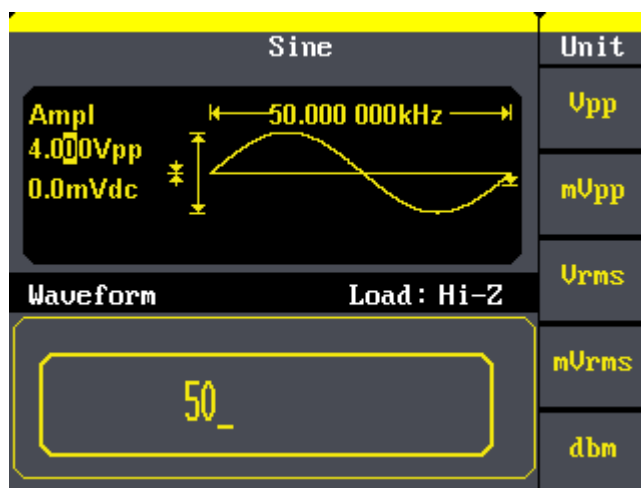 Sine
Unit
Ampl
50.000 000kHz
Vpp
4.000Vpp
0.0mVdc
mVpp
Vrms
Waveform
Load: Hi-Z
mVrms
50_
dbm